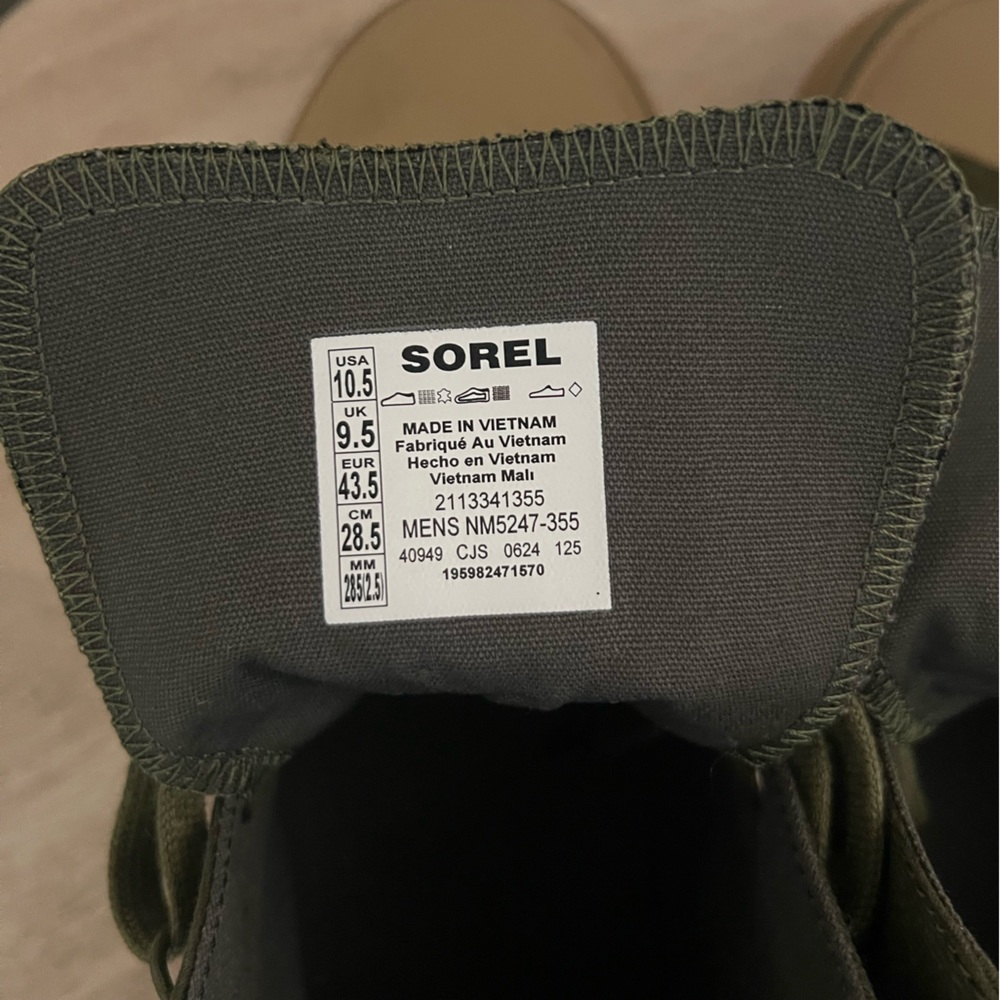 SOREL
USA
10.5
UK
9.5
EUR
43.5
CM
28.5
MM
285(2.5)
MADE IN VIETNAM
Fabriqué Au Vietnam
Hecho en Vietnam
Vietnam Malı
2113341355
MENS NM5247-355
40949 CJS 0624 125
195982471570